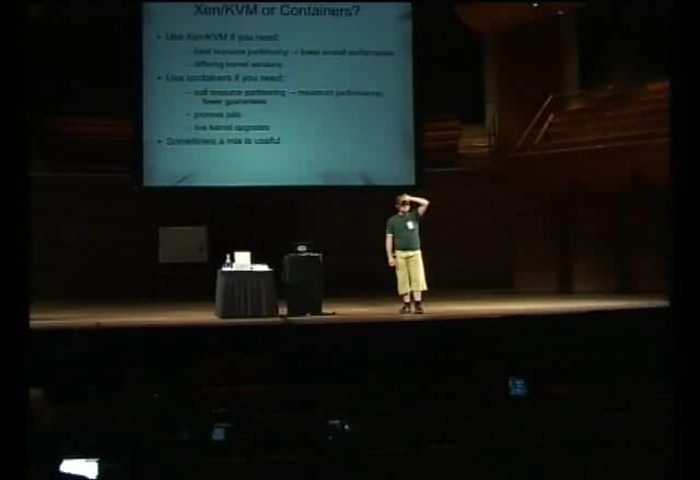 Xen/KVM or Containers?
• Use Xen/KVM if you need:
– hard resource partitioning → lower overall performance
– differing kernel versions
• Use containers if you need:
– soft resource partitioning → maximum performance,
fewer guarantees
– process jails
– live kernel upgrades
• Sometimes a mix is useful